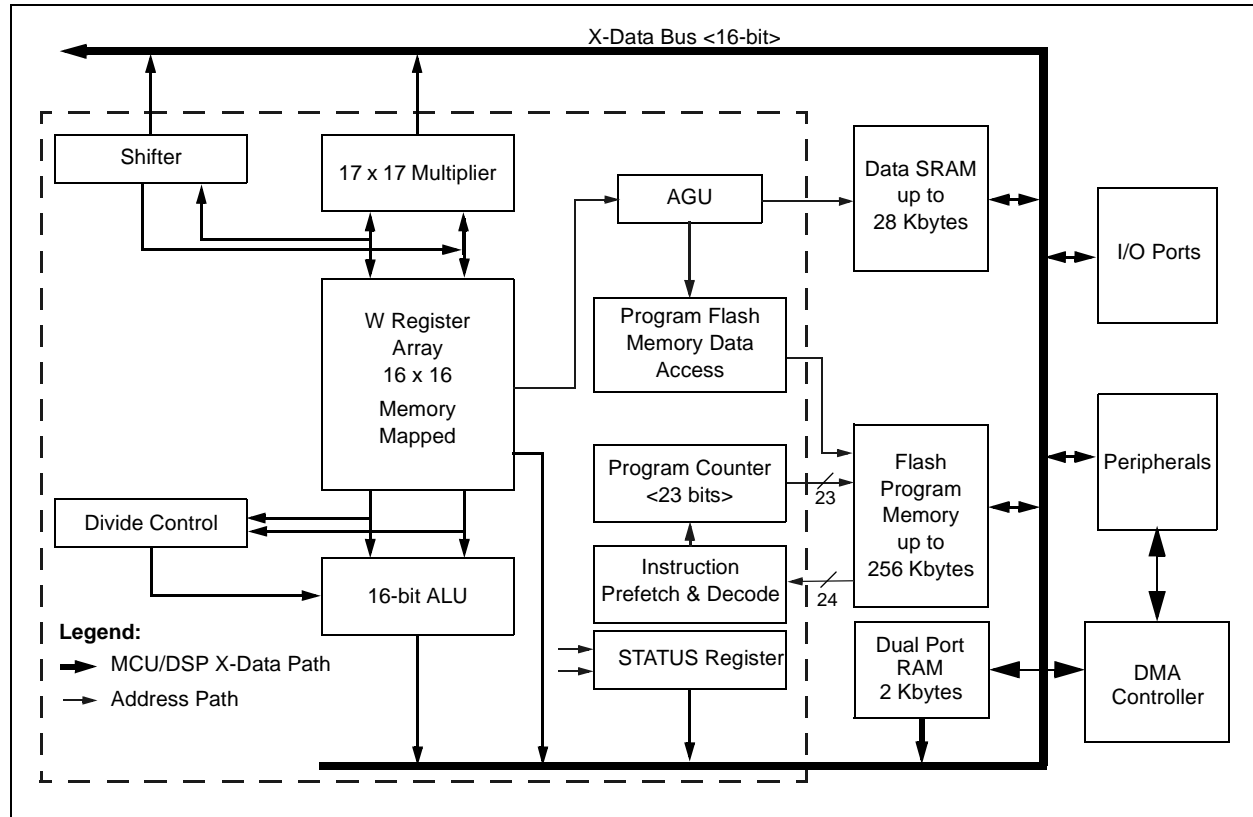 X-Data Bus <16-bit>
Shifter
17 x 17 Multiplier
AGU
Data SRAM
up to
28 Kbytes
I/O Ports
W Register
Array
16 x 16
Memory
Mapped
Program Flash
Memory Data
Access
Program Counter
<23 bits>
23
Flash
Program
Memory
up to
256 Kbytes
Peripherals
Divide Control
Instruction
Prefetch & Decode
24
16-bit ALU
STATUS Register
Dual Port
RAM
2 Kbytes
DMA
Controller
Legend:
MCU/DSP X-Data Path
Address Path